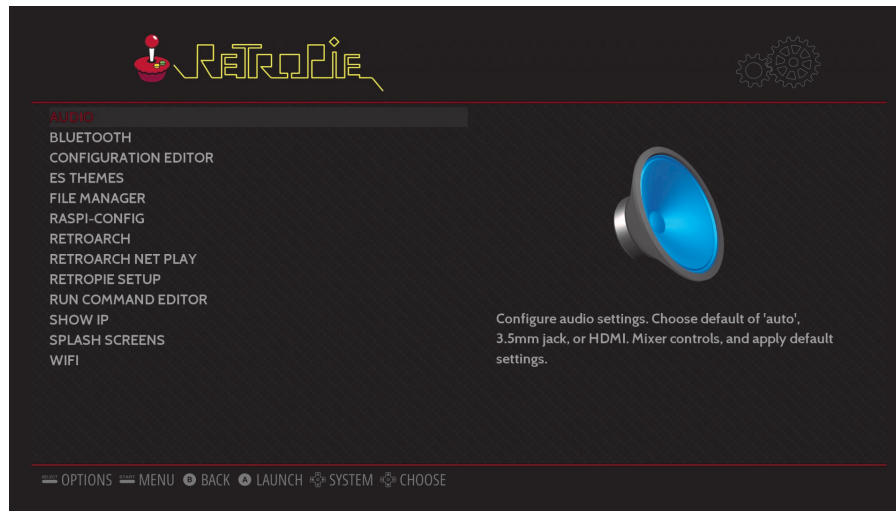 RETROPIE
AUDIO
BLUETOOTH
CONFIGURATION EDITOR
ES THEMES
FILE MANAGER
RASPI-CONFIG
RETROARCH
RETROARCH NET PLAY
RETROPIE SETUP
RUN COMMAND EDITOR
SHOW IP
SPLASH SCREENS
WIFI
Configure audio settings. Choose default of 'auto',
3.5mm jack, or HDMI. Mixer controls, and apply default
settings.
SELECT OPTIONS START MENU B BACK A LAUNCH SYSTEM CHOOSE